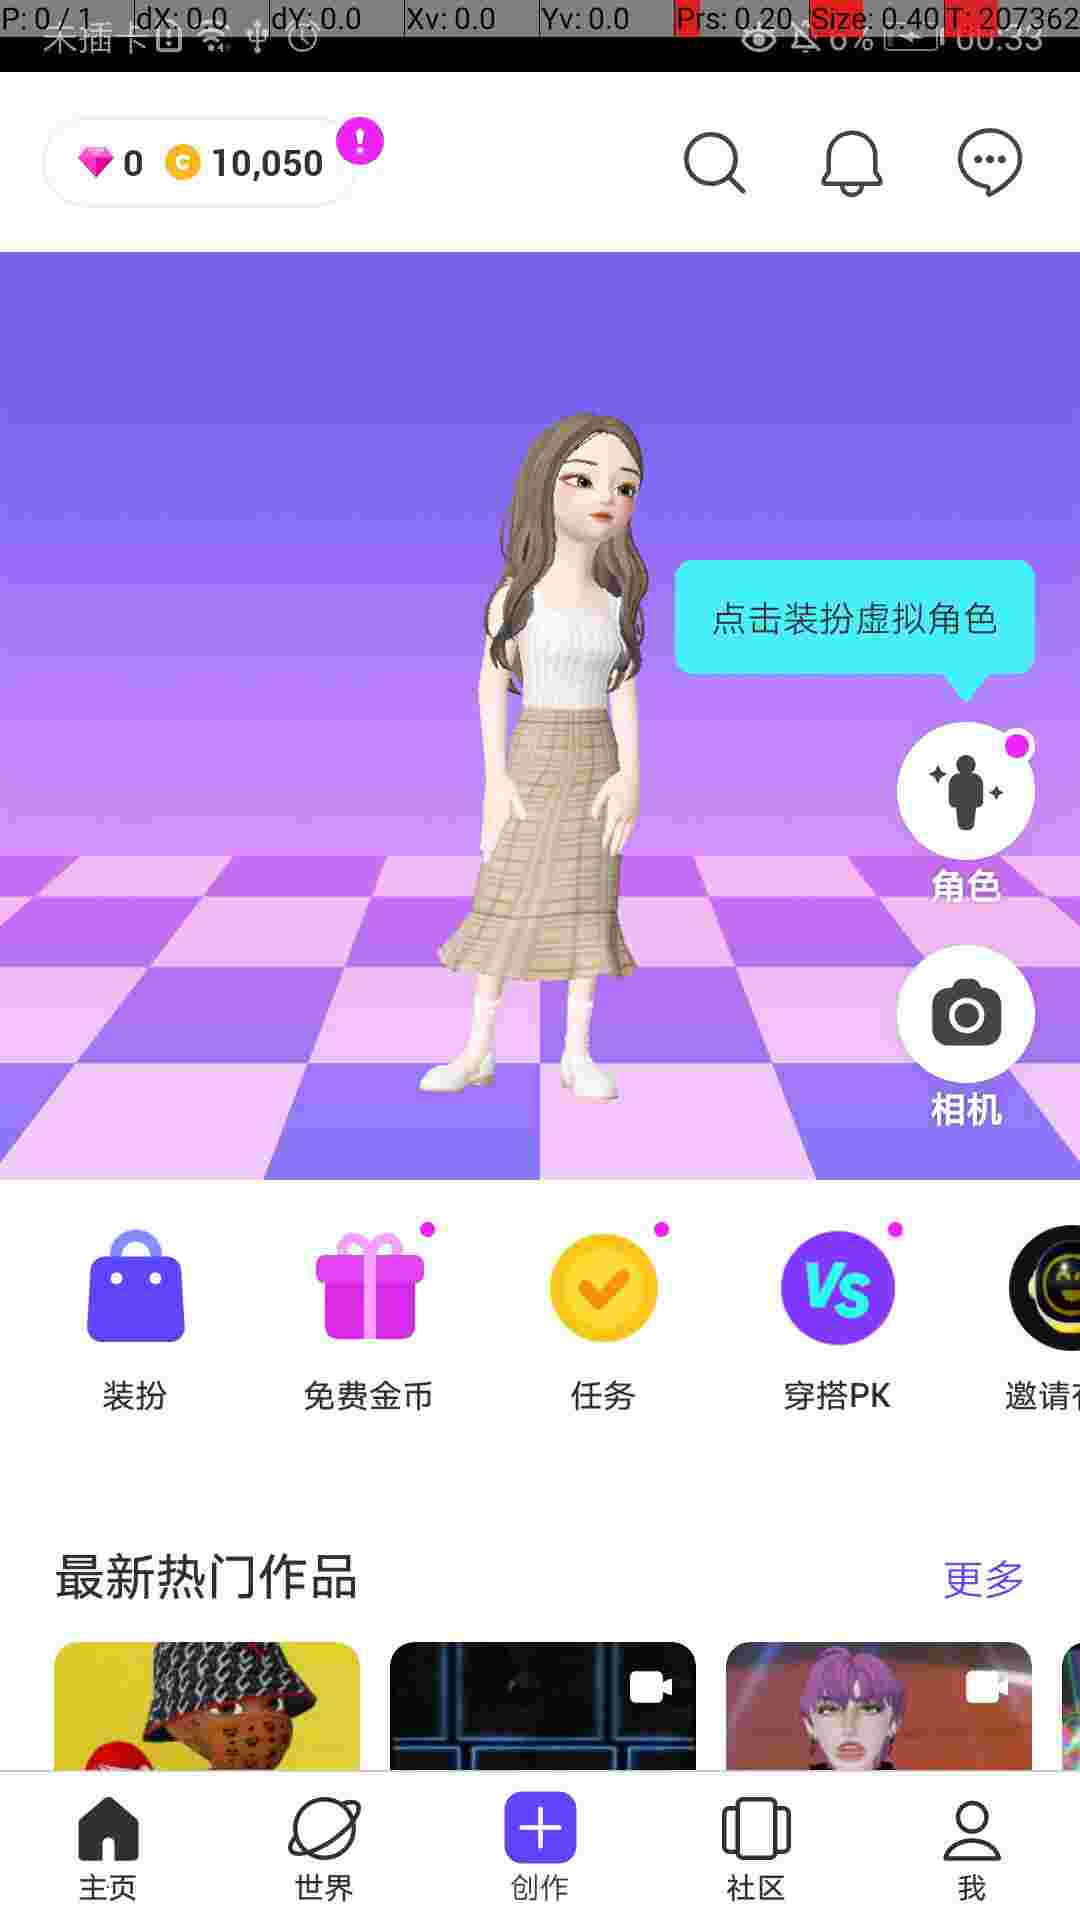 P: 0 / 1 dX: 0.0 dY: 0.0 Xv: 0.0 Yv: 0.0 Prs: 0.20 Size: 0.40 T: 207362
未插卡 6% 00:33
0 10,050
点击装扮虚拟角色
角色
相机
装扮 免费金币 任务 穿搭PK 邀请
最新热门作品 更多
主页 世界 创作 社区 我